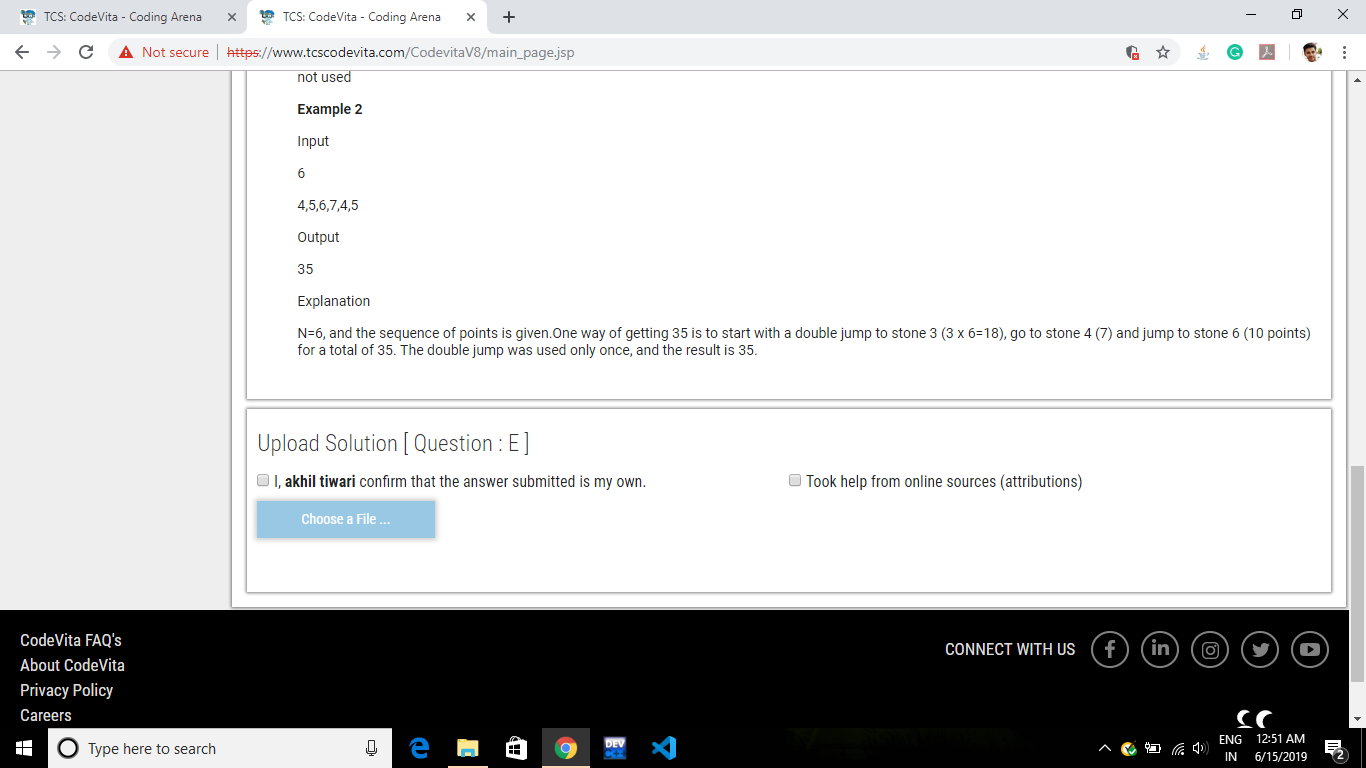 TCS: CodeVita - Coding Arena
TCS: CodeVita - Coding Arena
Not secure
https://www.tcscodevita.com/CodevitaV8/main_page.jsp
not used
Example 2
Input
6
4,5,6,7,4,5
Output
35
Explanation
N=6, and the sequence of points is given.One way of getting 35 is to start with a double jump to stone 3 (3 x 6=18), go to stone 4 (7) and jump to stone 6 (10 points)
for a total of 35. The double jump was used only once, and the result is 35.
Upload Solution [ Question : E ]
I, akhil tiwari confirm that the answer submitted is my own.
Took help from online sources (attributions)
Choose a File ...
CodeVita FAQ's
About CodeVita
Privacy Policy
Careers
CONNECT WITH US
Type here to search
DEV
ENG
IN
12:51 AM
6/15/2019
2